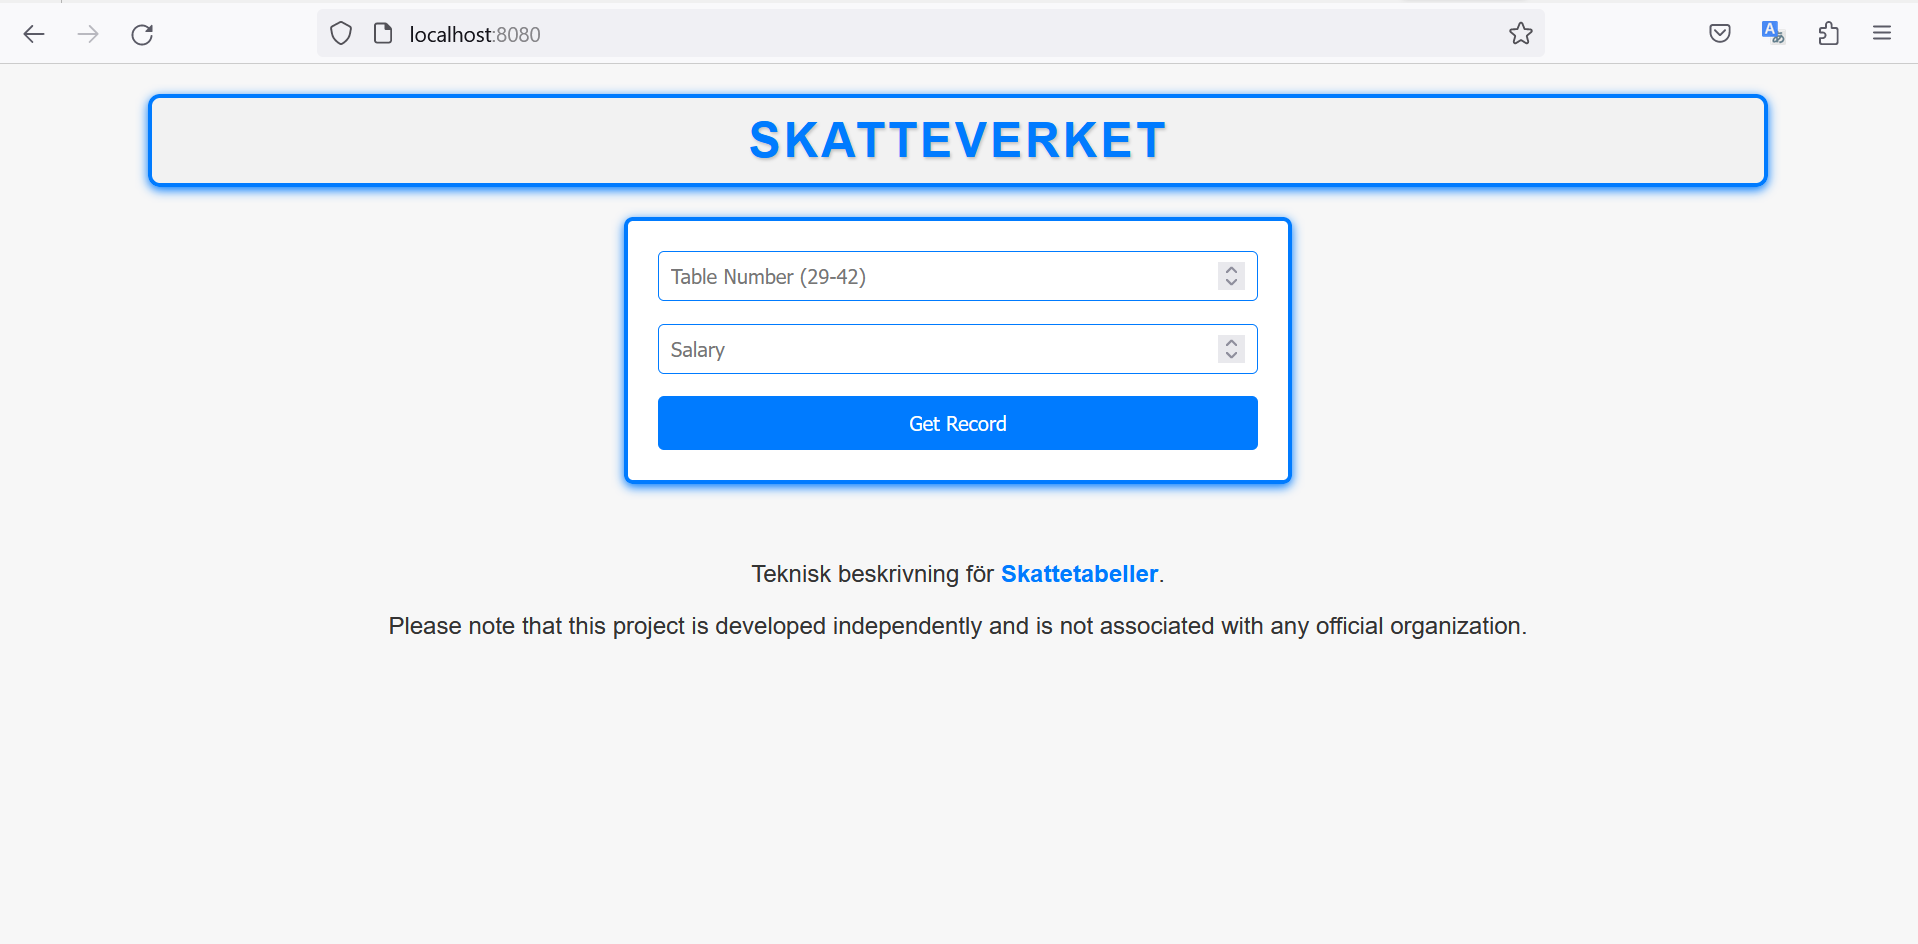 localhost:8080
SKATTEVERKET
Table Number (29-42)
Salary
Get Record
Teknisk beskrivning för Skattetabeller.
Please note that this project is developed independently and is not associated with any official organization.